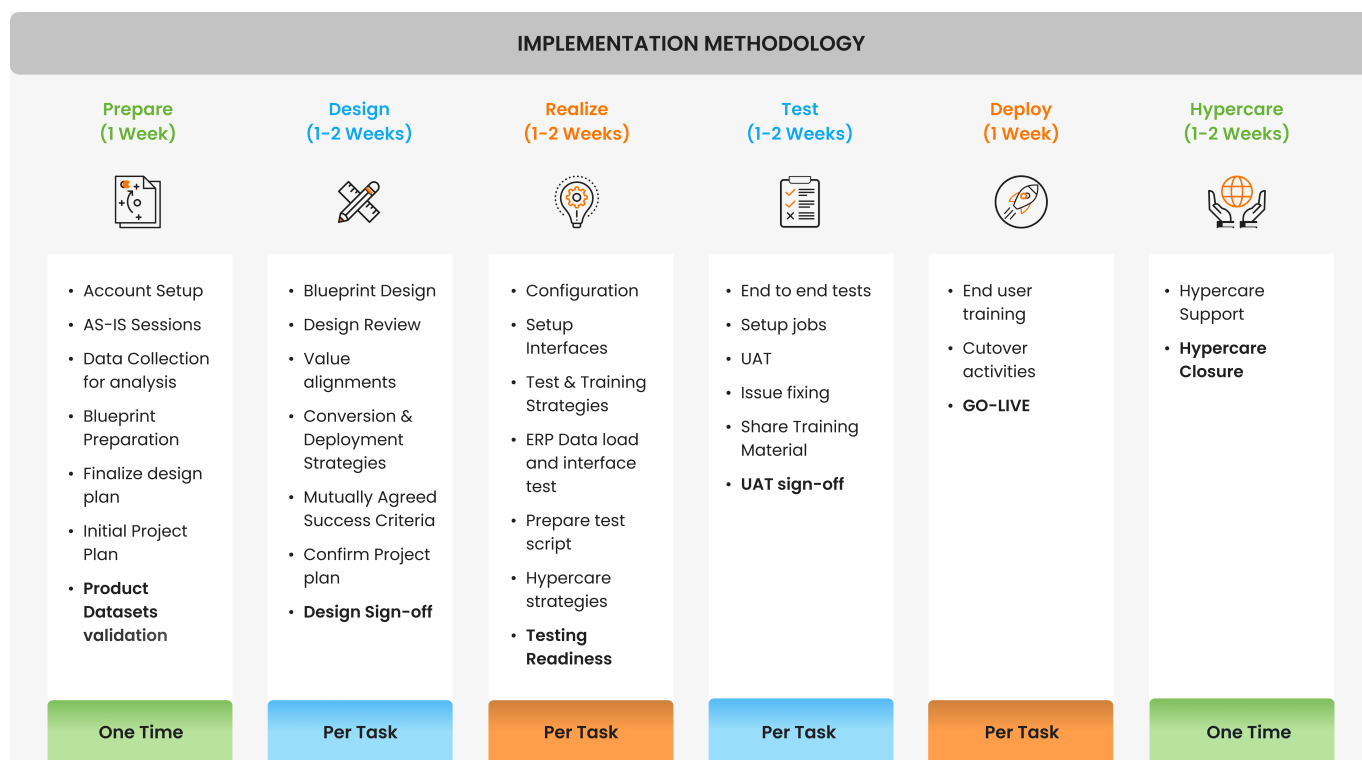 IMPLEMENTATION METHODOLOGY
Prepare
(1 Week)
Design
(1-2 Weeks)
Realize
(1-2 Weeks)
Test
(1-2 Weeks)
Deploy
(1 Week)
Hypercare
(1-2 Weeks)
• Account Setup
• AS-IS Sessions
• Data Collection
for analysis
• Blueprint
Preparation
• Finalize design
plan
• Initial Project
Plan
• Product
Datasets
validation
One Time
• Blueprint Design
• Design Review
• Value
alignments
• Conversion &
Deployment
Strategies
• Mutually Agreed
Success Criteria
• Confirm Project
plan
• Design Sign-off
Per Task
• Configuration
• Setup
Interfaces
• Test & Training
Strategies
• ERP Data load
and interface
test
• Prepare test
script
• Hypercare
strategies
• Testing
Readiness
Per Task
• End to end tests
• Setup jobs
• UAT
• Issue fixing
• Share Training
Material
• UAT sign-off
Per Task
• End user
training
• Cutover
activities
• GO-LIVE
Per Task
• Hypercare
Support
• Hypercare
Closure
One Time